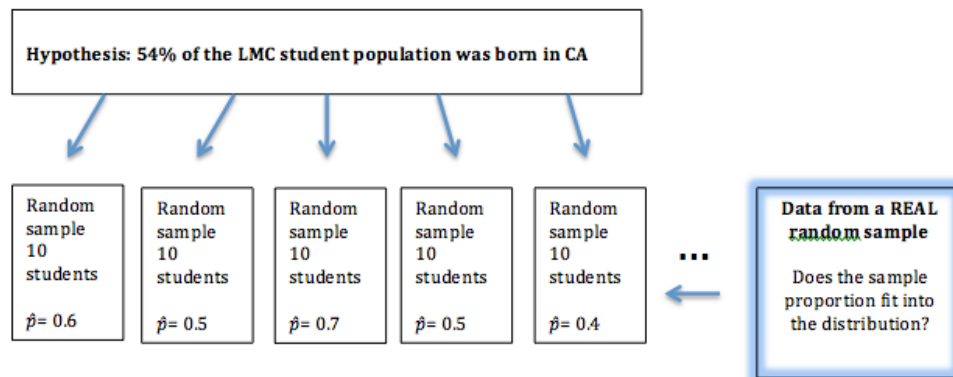 Hypothesis: 54% of the LMC student population was born in CA
Random
sample
10
students
p̂= 0.6
Random
sample
10
students
p̂= 0.5
Random
sample
10
students
p̂= 0.7
Random
sample
10
students
p̂= 0.5
Random
sample
10
students
p̂= 0.4
...
Data from a REAL
random sample
Does the sample
proportion fit into
the distribution?